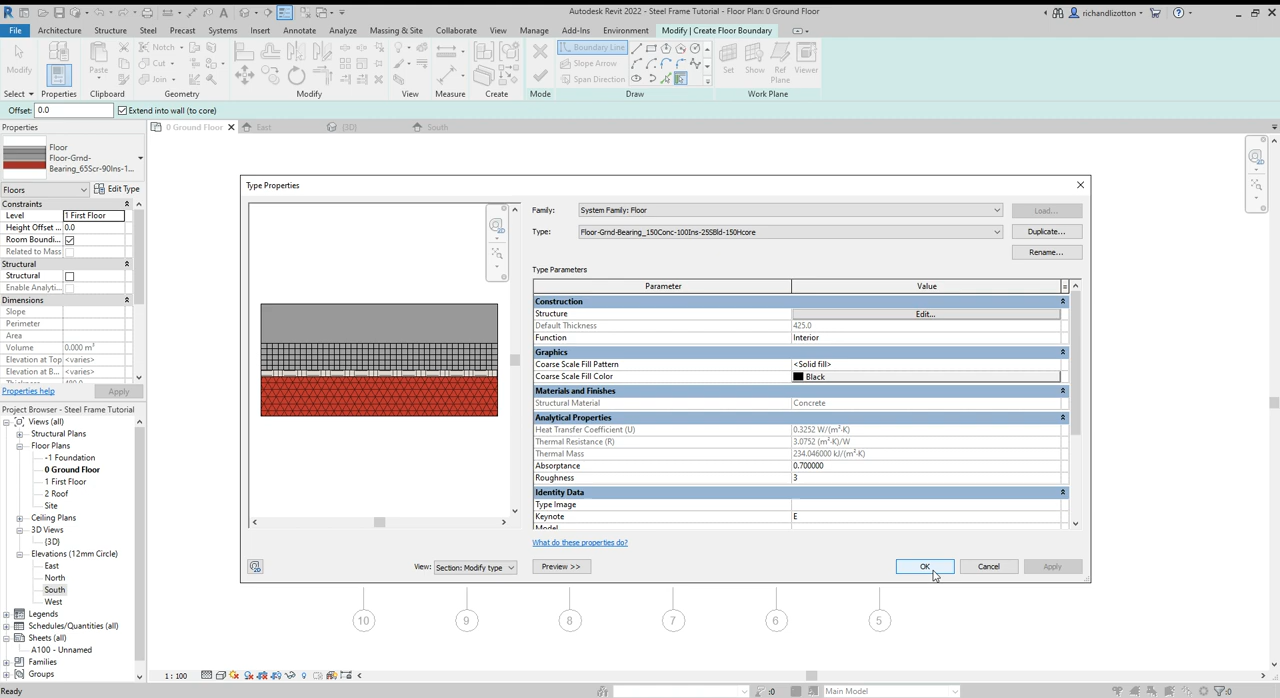 Autodesk Revit 2022 - Steel Frame Tutorial - Floor Plan: 0 Ground Floor
richandlizotton
File
Architecture
Structure
Steel
Precast
Systems
Insert
Annotate
Analyze
Massing & Site
Collaborate
View
Manage
Add-Ins
Environment
Modify | Create Floor Boundary
Modify
Paste
Notch
Cut
Join
Boundary Line
Slope Arrow
Span Direction
Set
Show
Ref
Plane
Viewer
Select
Properties
Clipboard
Geometry
Modify
View
Measure
Create
Mode
Draw
Work Plane
Offset: 0.0
Extend into wall (to core)
Properties
0 Ground Floor
East
{3D}
South
Floor
Floor-Grnd-
Bearing_65Scr-90Ins-1...
Floors
Edit Type
Constraints
Level 1 First Floor
Height Offset ... 0.0
Room Boundi...
Related to Mass
Structural
Structural
Enable Analyti...
Dimensions
Slope
Perimeter
Area
Volume 0.000 m³
Elevation at Top <varies>
Elevation at B... <varies>
Properties help
Apply
Project Browser - Steel Frame Tutorial
Views (all)
Structural Plans
Floor Plans
-1 Foundation
0 Ground Floor
1 First Floor
2 Roof
Site
Ceiling Plans
3D Views
{3D}
Elevations (12mm Circle)
East
North
South
West
Legends
Schedules/Quantities (all)
Sheets (all)
A100 - Unnamed
Families
Groups
Type Properties
Family: System Family: Floor
Load...
Type: Floor-Grnd-Bearing_150Conc-100Ins-25SBld-150Hcore
Duplicate...
Rename...
Type Parameters
Parameter Value =
Construction
Structure Edit...
Default Thickness 425.0
Function Interior
Graphics
Coarse Scale Fill Pattern <Solid fill>
Coarse Scale Fill Color Black
Materials and Finishes
Structural Material Concrete
Analytical Properties
Heat Transfer Coefficient (U) 0.3252 W/(m²·K)
Thermal Resistance (R) 3.0752 (m²·K)/W
Thermal Mass 234.046000 kJ/(m²·K)
Absorptance 0.700000
Roughness 3
Identity Data
Type Image
Keynote E
Model
What do these properties do?
View: Section: Modify type
Preview >>
OK
Cancel
Apply
10 9 8 7 6 5
1 : 100
Ready
:0
Main Model
:0